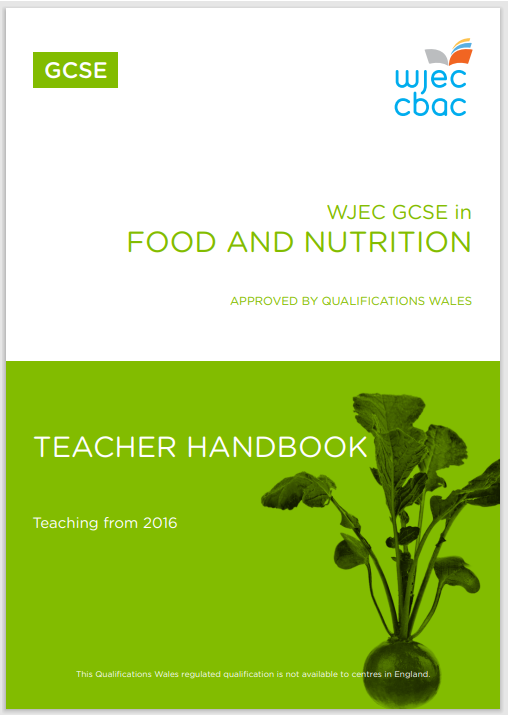 GCSE
wjec
cbac
WJEC GCSE in
FOOD AND NUTRITION
APPROVED BY QUALIFICATIONS WALES
TEACHER HANDBOOK
Teaching from 2016
This Qualifications Wales regulated qualification is not available to centres in England.